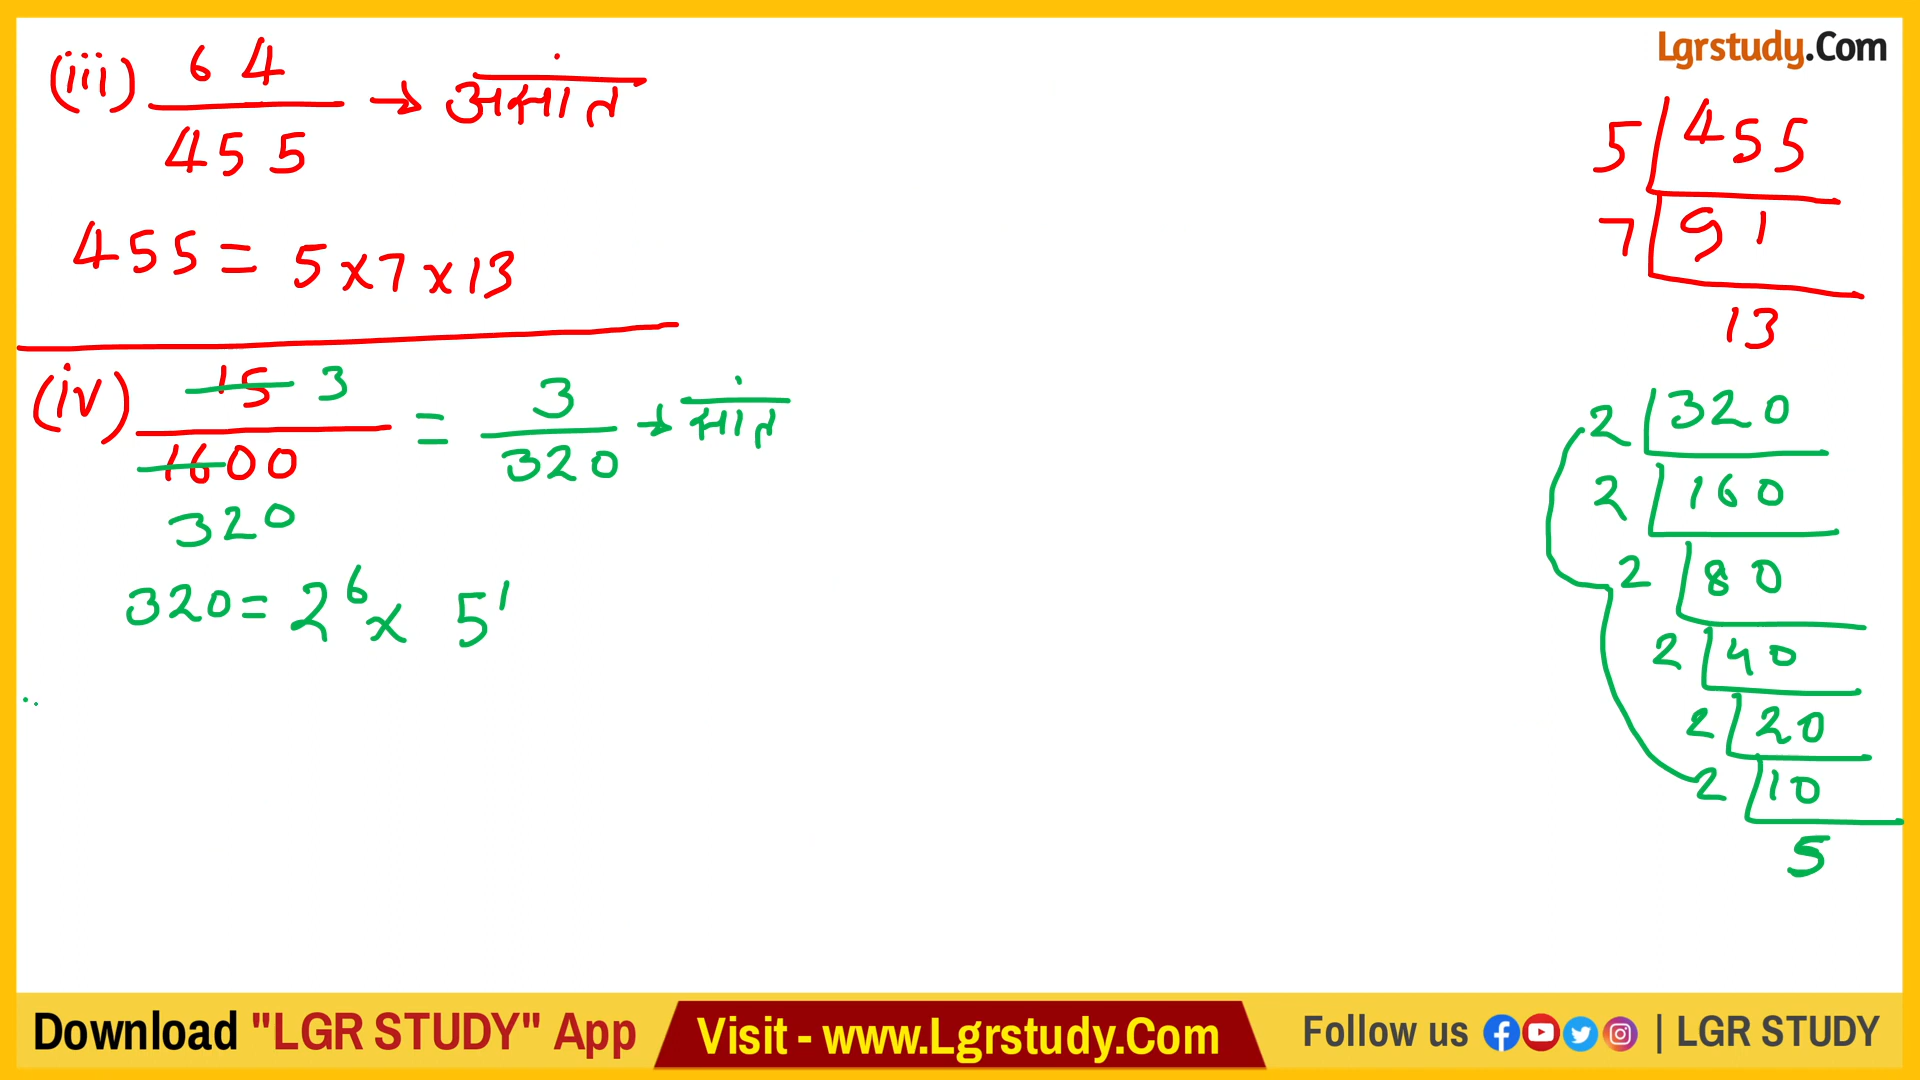 Lgrstudy.Com
(iii) 64/455 → असांत
455 = 5×7×13
(iv) 15 3
1600 = 3/320 → सांत
320
320 = 2⁶ × 5¹
5 | 455
7 | 91
13
2 | 320
2 | 160
2 | 80
2 | 40
2 | 20
2 | 10
5
Download "LGR STUDY" App
Visit - www.Lgrstudy.Com
Follow us | LGR STUDY